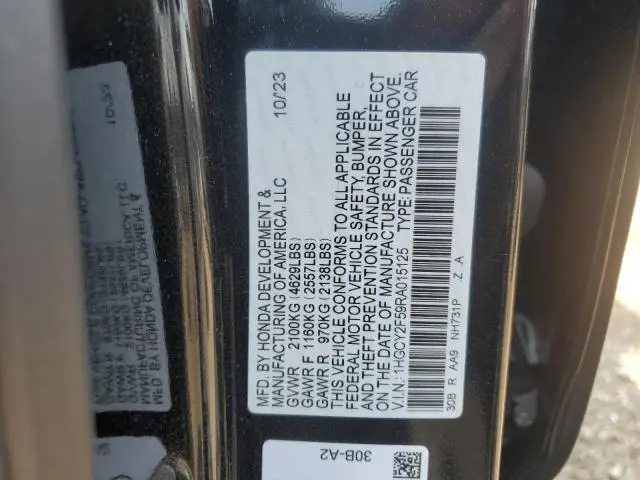 MFD. BY HONDA DEVELOPMENT &
MANUFACTURING OF AMERICA, LLC 10/23
GVWR 2100KG (4629LBS)
GAWR F 1160KG (2557LBS)
GAWR R 970KG (2138LBS)
THIS VEHICLE CONFORMS TO ALL APPLICABLE
FEDERAL MOTOR VEHICLE SAFETY, BUMPER,
AND THEFT PREVENTION STANDARDS IN EFFECT
ON THE DATE OF MANUFACTURE SHOWN ABOVE.
V.I.N.: 1HGCY2F59RA015125 TYPE: PASSENGER CAR
30B R AA9 NH731P Z A
30B-A2